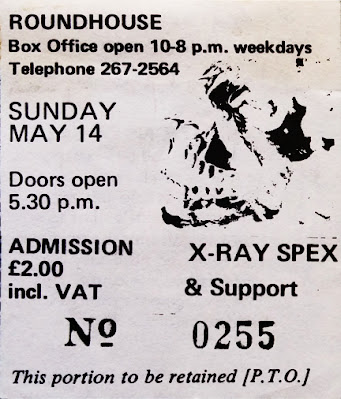 ROUNDHOUSE
Box Office open 10-8 p.m. weekdays
Telephone 267-2564
SUNDAY
MAY 14
Doors open
5.30 p.m.
ADMISSION
£2.00
incl. VAT
X-RAY SPEX
& Support
Nº 0255
This portion to be retained [P.T.O.]